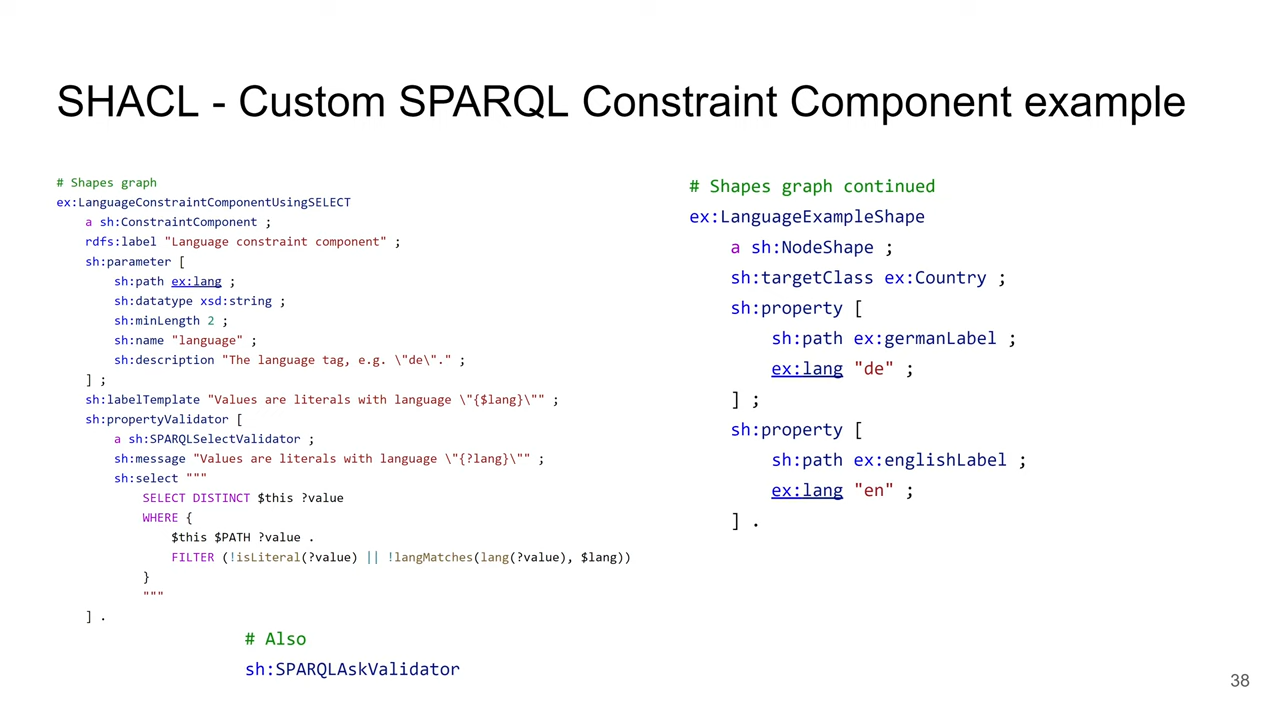 SHACL - Custom SPARQL Constraint Component example
# Shapes graph
ex:LanguageConstraintComponentUsingSELECT
a sh:ConstraintComponent ;
rdfs:label "Language constraint component" ;
sh:parameter [
sh:path ex:lang ;
sh:datatype xsd:string ;
sh:minLength 2 ;
sh:name "language" ;
sh:description "The language tag, e.g. \"de\"." ;
] ;
sh:labelTemplate "Values are literals with language \"{$lang}\"" ;
sh:propertyValidator [
a sh:SPARQLSelectValidator ;
sh:message "Values are literals with language \"{?lang}\"" ;
sh:select """
SELECT DISTINCT $this ?value
WHERE {
$this $PATH ?value .
FILTER (!isLiteral(?value) || !langMatches(lang(?value), $lang))
}
"""
] .
# Also
sh:SPARQLAskValidator
# Shapes graph continued
ex:LanguageExampleShape
a sh:NodeShape ;
sh:targetClass ex:Country ;
sh:property [
sh:path ex:germanLabel ;
ex:lang "de" ;
] ;
sh:property [
sh:path ex:englishLabel ;
ex:lang "en" ;
] .
38